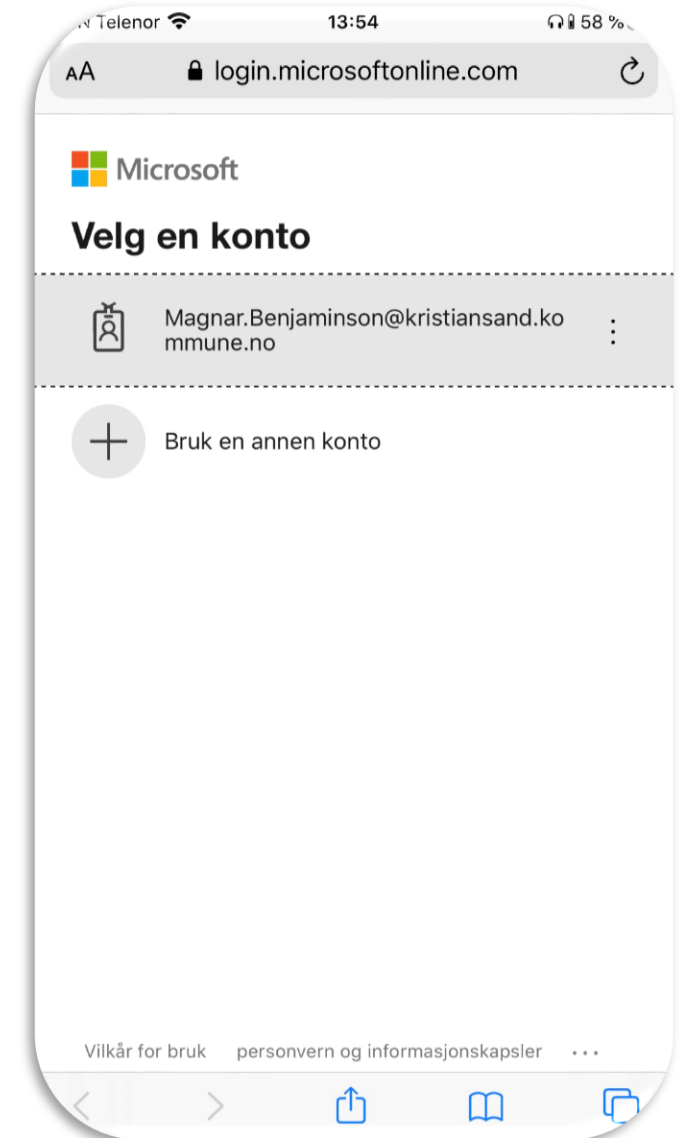 Telenor 13:54 58 %
AA login.microsoftonline.com
Microsoft
Velg en konto
Magnar.Benjaminson@kristiansand.ko
mmune.no
Bruk en annen konto
Vilkår for bruk personvern og informasjonskapsler ...